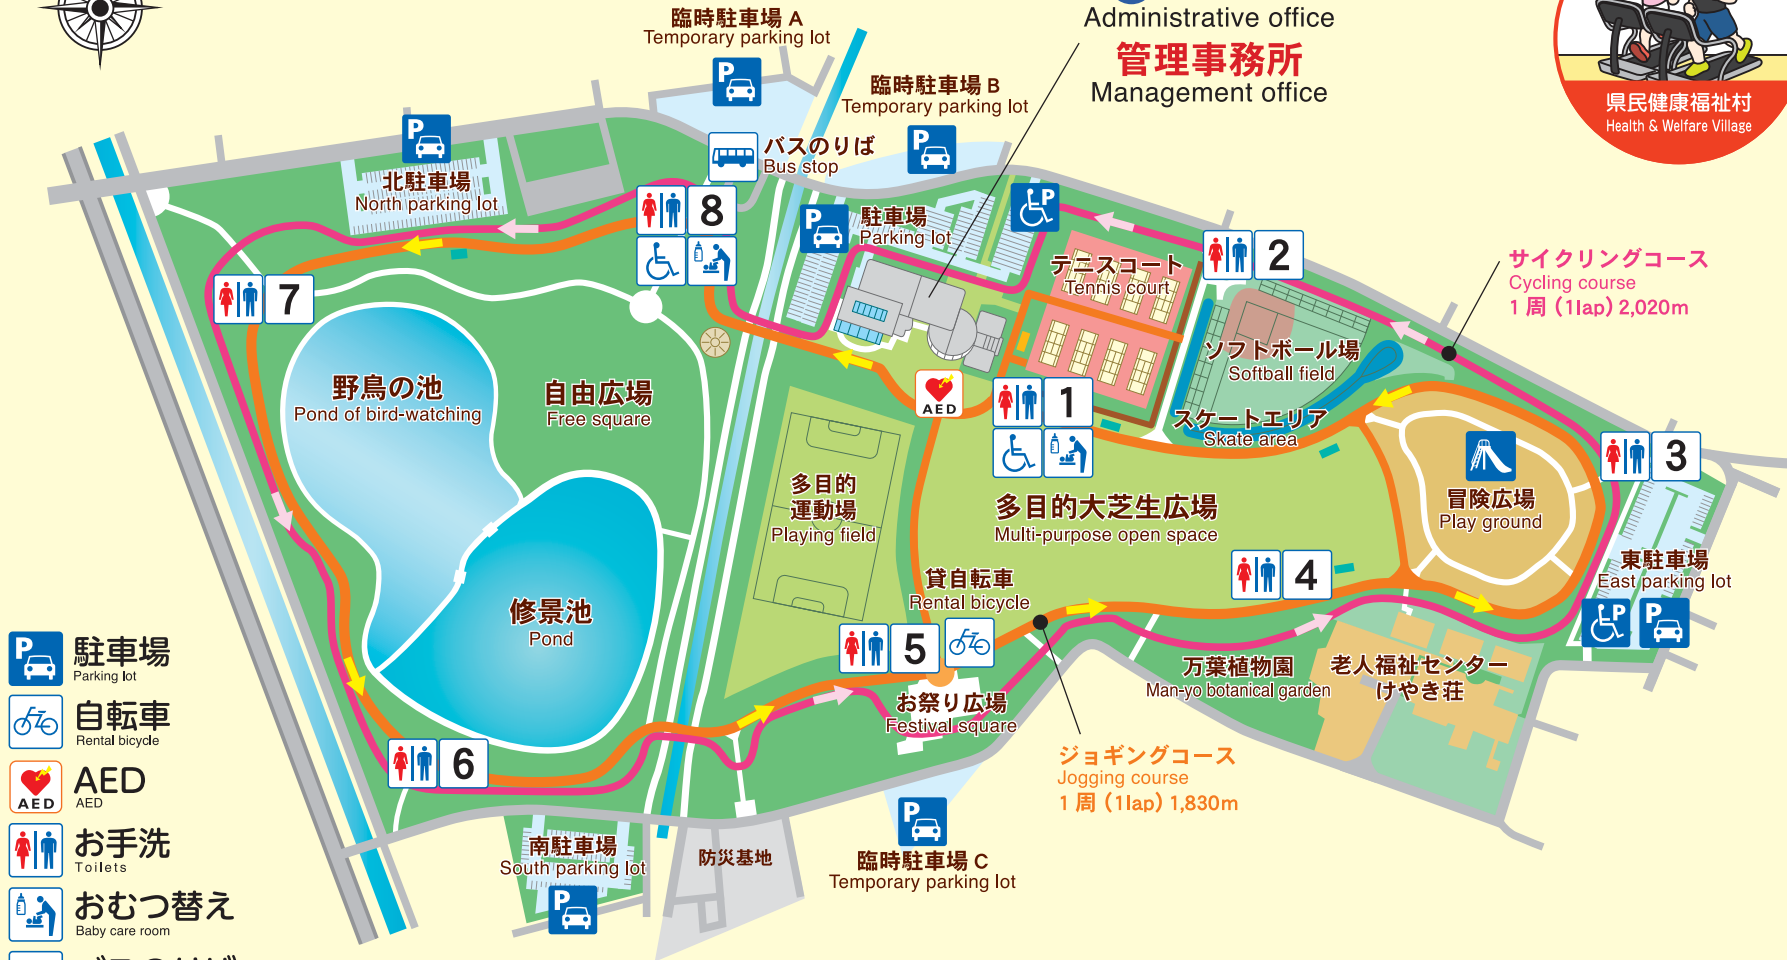 臨時駐車場 A
Temporary parking lot
Administrative office
管理事務所
Management office
臨時駐車場 B
Temporary parking lot
県民健康福祉村
Health & Welfare Village
P
P
P
バスのりば
Bus stop
北駐車場
North parking lot
8
P
駐車場
Parking lot
P
テニスコート
Tennis court
2
サイクリングコース
Cycling course
1 周 (1lap) 2,020m
7
ソフトボール場
Softball field
野鳥の池
Pond of bird-watching
自由広場
Free square
AED
1
スケートエリア
Skate area
3
多目的
運動場
Playing field
多目的大芝生広場
Multi-purpose open space
冒険広場
Play ground
4
東駐車場
East parking lot
P
P
貸自転車
Rental bicycle
修景池
Pond
5
お祭り広場
Festival square
万葉植物園
Man-yo botanical garden
老人福祉センター
けやき荘
6
ジョギングコース
Jogging course
1 周 (1lap) 1,830m
南駐車場
South parking lot
P
防災基地
P
臨時駐車場 C
Temporary parking lot
P
駐車場
Parking lot
自転車
Rental bicycle
AED
AED
AED
お手洗
Toilets
おむつ替え
Baby care room